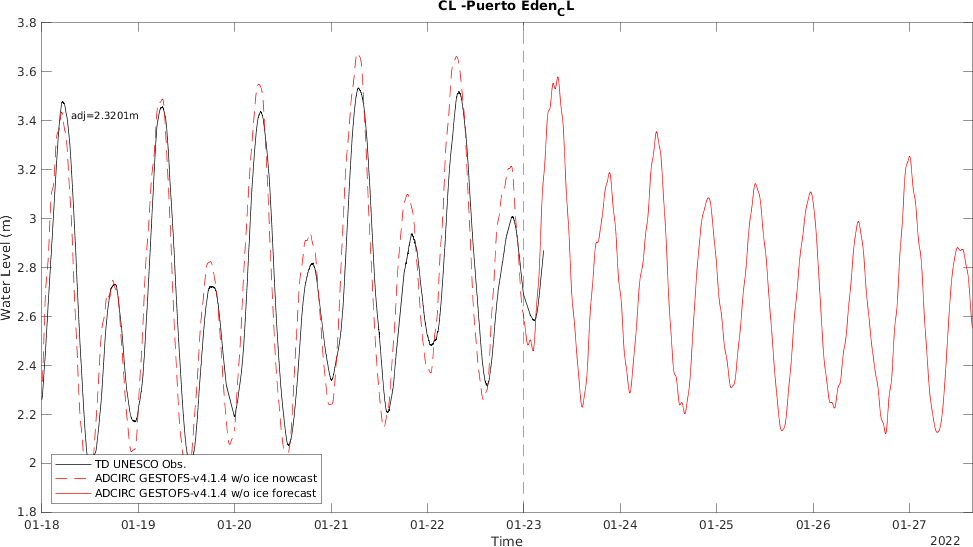 CL -Puerto Eden_CL
3.8
3.6
3.4
3.2
3
2.8
2.6
2.4
2.2
2
1.8
Water Level (m)
adj=2.3201m
TD UNESCO Obs.
ADCIRC GESTOFS-v4.1.4 w/o ice nowcast
ADCIRC GESTOFS-v4.1.4 w/o ice forecast
01-18 01-19 01-20 01-21 01-22 01-23 01-24 01-25 01-26 01-27
Time
2022